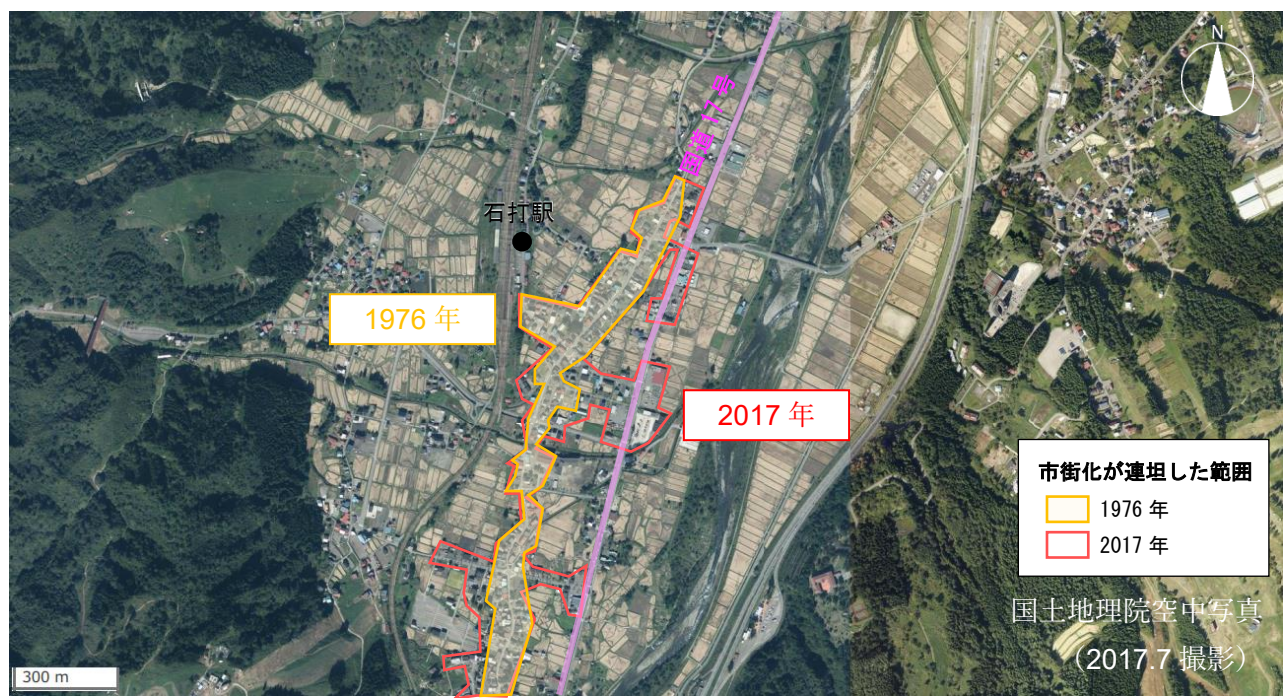 N
国道 17 号
石打駅
1976 年
2017 年
市街化が連坦した範囲
1976 年
2017 年
国土地理院空中写真
（2017.7 撮影）
300 m